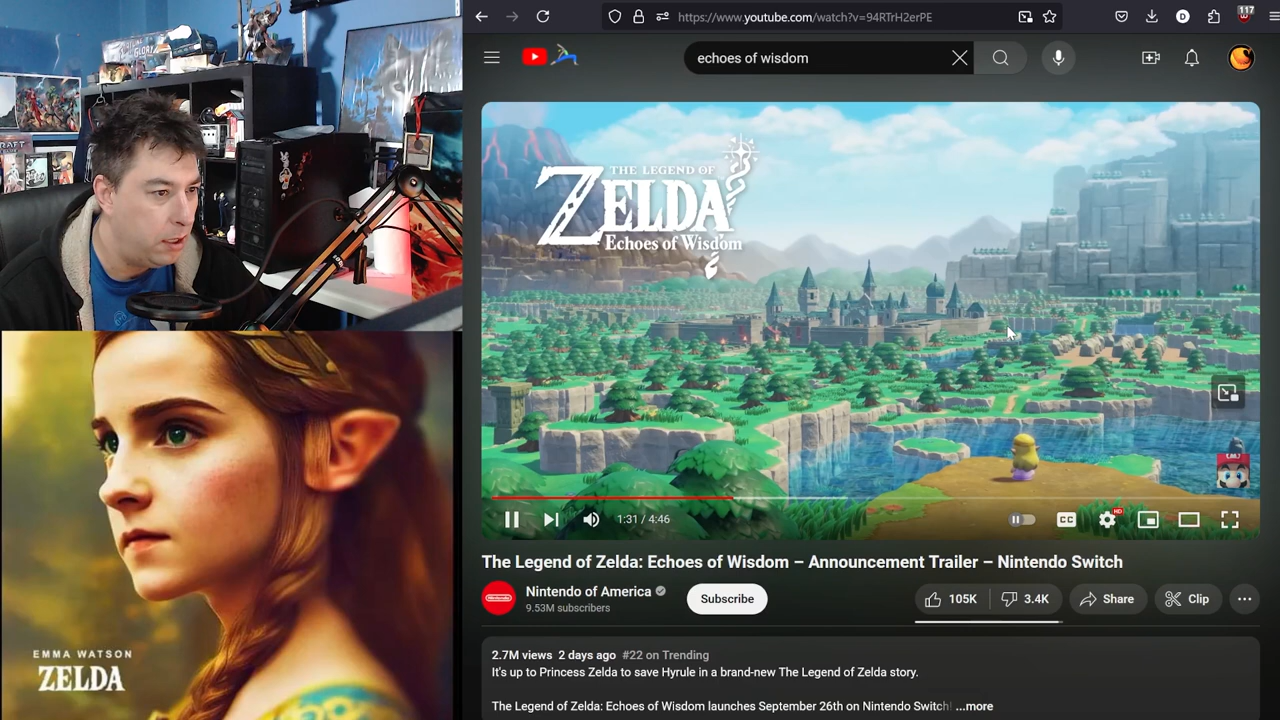 https://www.youtube.com/watch?v=94RTrH2erPE
117
echoes of wisdom
THE LEGEND OF
ZELDA
Echoes of Wisdom
1:31 / 4:46
CC
HD
The Legend of Zelda: Echoes of Wisdom – Announcement Trailer – Nintendo Switch
Nintendo of America
9.53M subscribers
Subscribe
105K
3.4K
Share
Clip
2.7M views 2 days ago #22 on Trending
It's up to Princess Zelda to save Hyrule in a brand-new The Legend of Zelda story.
The Legend of Zelda: Echoes of Wisdom launches September 26th on Nintendo Switch! ...more
EMMA WATSON
ZELDA